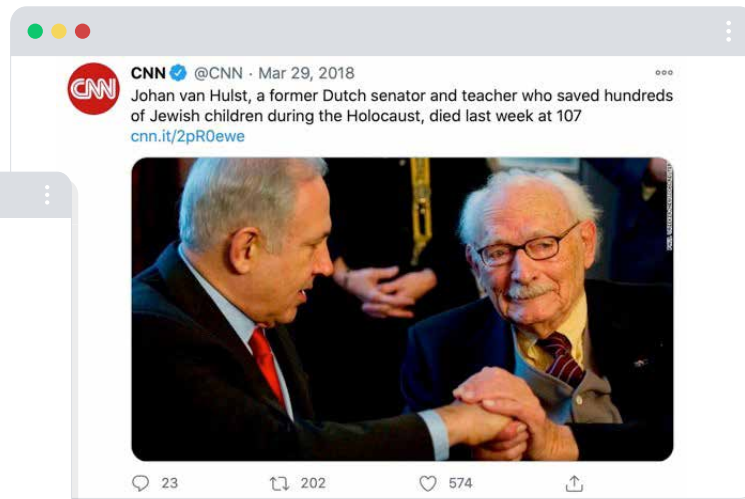 CNN @CNN · Mar 29, 2018
CNN
Johan van Hulst, a former Dutch senator and teacher who saved hundreds
of Jewish children during the Holocaust, died last week at 107
cnn.it/2pR0ewe
23 202 574